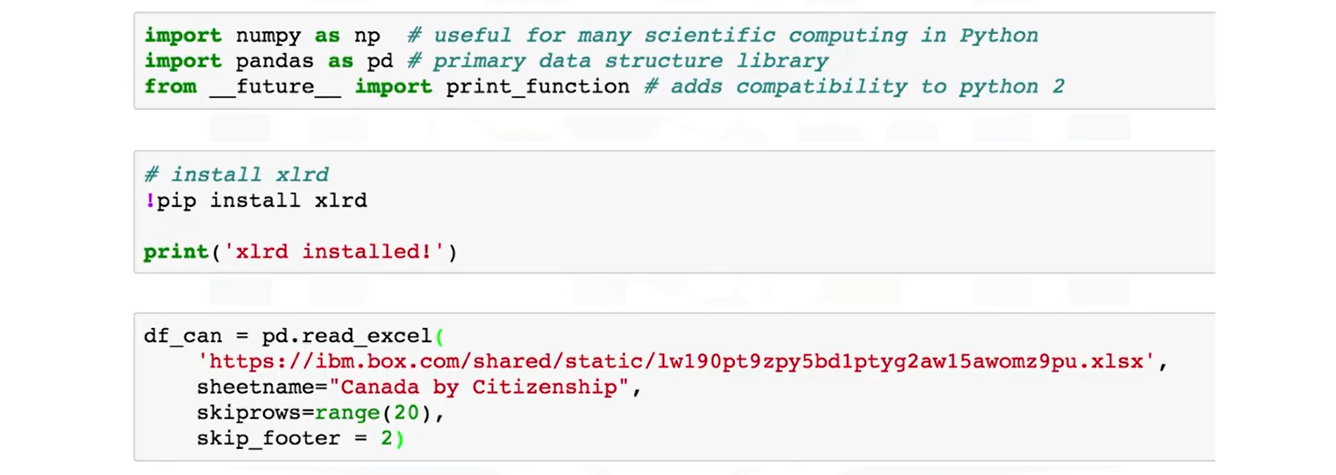 import numpy as np # useful for many scientific computing in Python
import pandas as pd # primary data structure library
from __future__ import print_function # adds compatibility to python 2
# install xlrd
!pip install xlrd
print('xlrd installed!')
df_can = pd.read_excel(
'https://ibm.box.com/shared/static/lw190pt9zpy5bd1ptyg2aw15awomz9pu.xlsx',
sheetname="Canada by Citizenship",
skiprows=range(20),
skip_footer = 2)